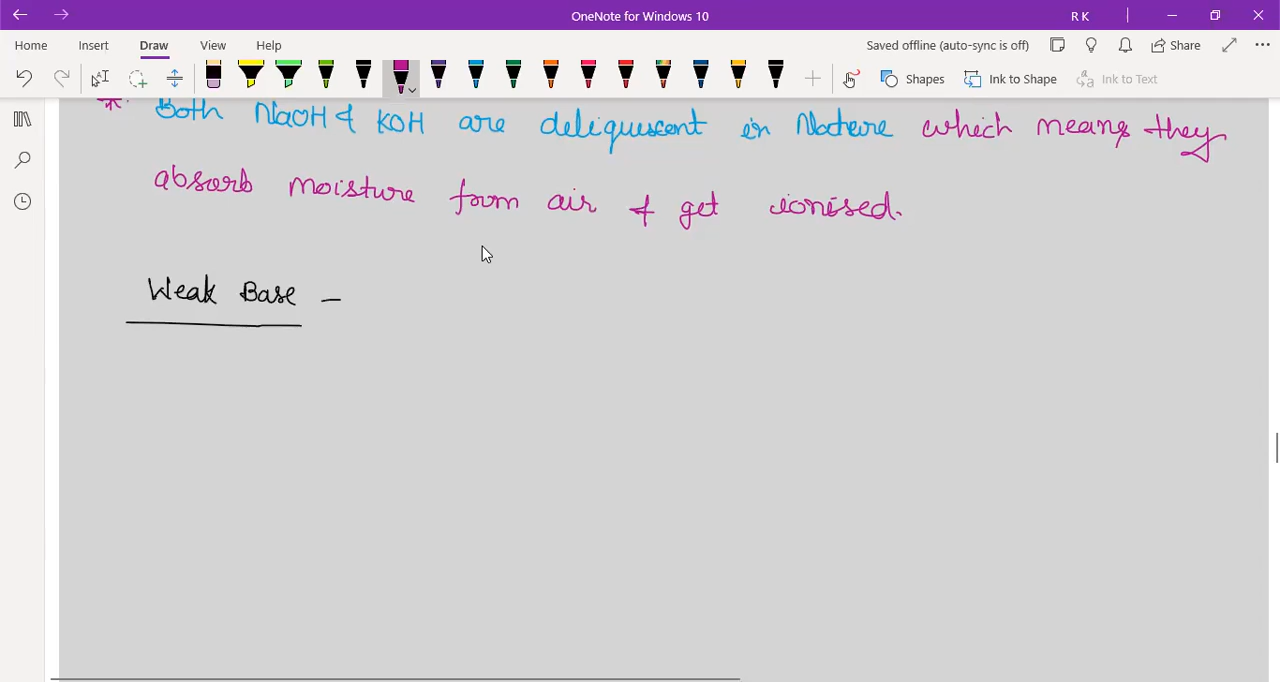 OneNote for Windows 10
R K
Home Insert Draw View Help
Saved offline (auto-sync is off) Share
Shapes Ink to Shape Ink to Text
* Both NaOH & KOH are deliquescent in Nature which means they
absorb moisture from air & get ionised.
Weak Base -